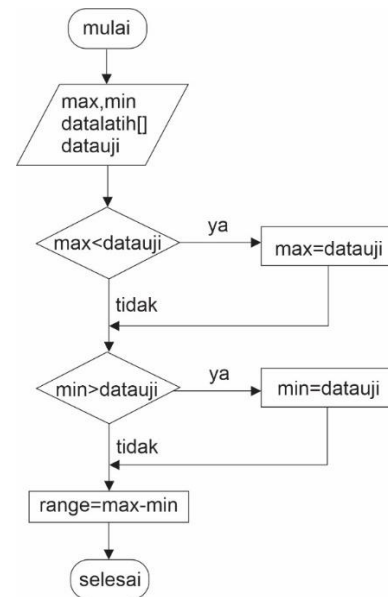 mulai
max,min
datalatih[]
datauji
max<datauji
ya
max=datauji
tidak
min>datauji
ya
min=datauji
tidak
range=max-min
selesai